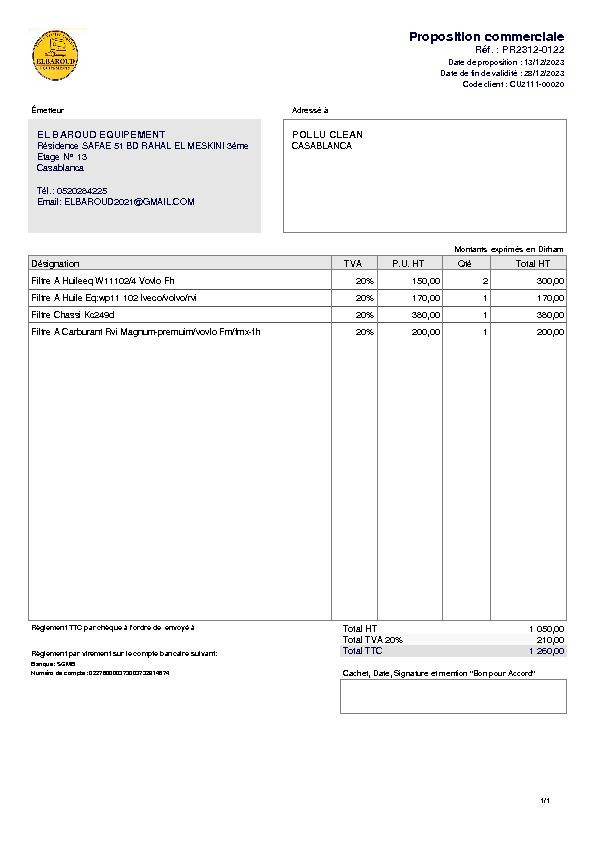 ELBAROUD
EQUIPEMENT
Proposition commerciale
Réf. : PR2312-0122
Date de proposition : 13/12/2023
Date de fin de validité : 28/12/2023
Code client : CU2111-00020
Émetteur
Adressé à
EL BAROUD EQUIPEMENT
Résidence SAFAE 51 BD RAHAL EL MESKINI 3éme
Etage N° 13
Casablanca
Tél.: 0520284225
Email: ELBAROUD2021@GMAIL.COM
POLLU CLEAN
CASABLANCA
Montants exprimés en Dirham
Désignation TVA P.U. HT Qté Total HT
Filtre A Huileeq W11102/4 Vovlo Fh 20% 150,00 2 300,00
Filtre A Huile Eq:wp11 102 Iveco/volvo/rvi 20% 170,00 1 170,00
Filtre Chassi Kc249d 20% 380,00 1 380,00
Filtre A Carburant Rvi Magnum-premuim/vovlo Fm/fmx-fh 20% 200,00 1 200,00
Règlement TTC par chèque à l'ordre de envoyé à
Total HT 1 050,00
Total TVA 20% 210,00
Total TTC 1 260,00
Règlement par virement sur le compte bancaire suivant:
Banque: SGMB
Numéro de compte:
Cachet, Date, Signature et mention "Bon pour Accord"
1/1